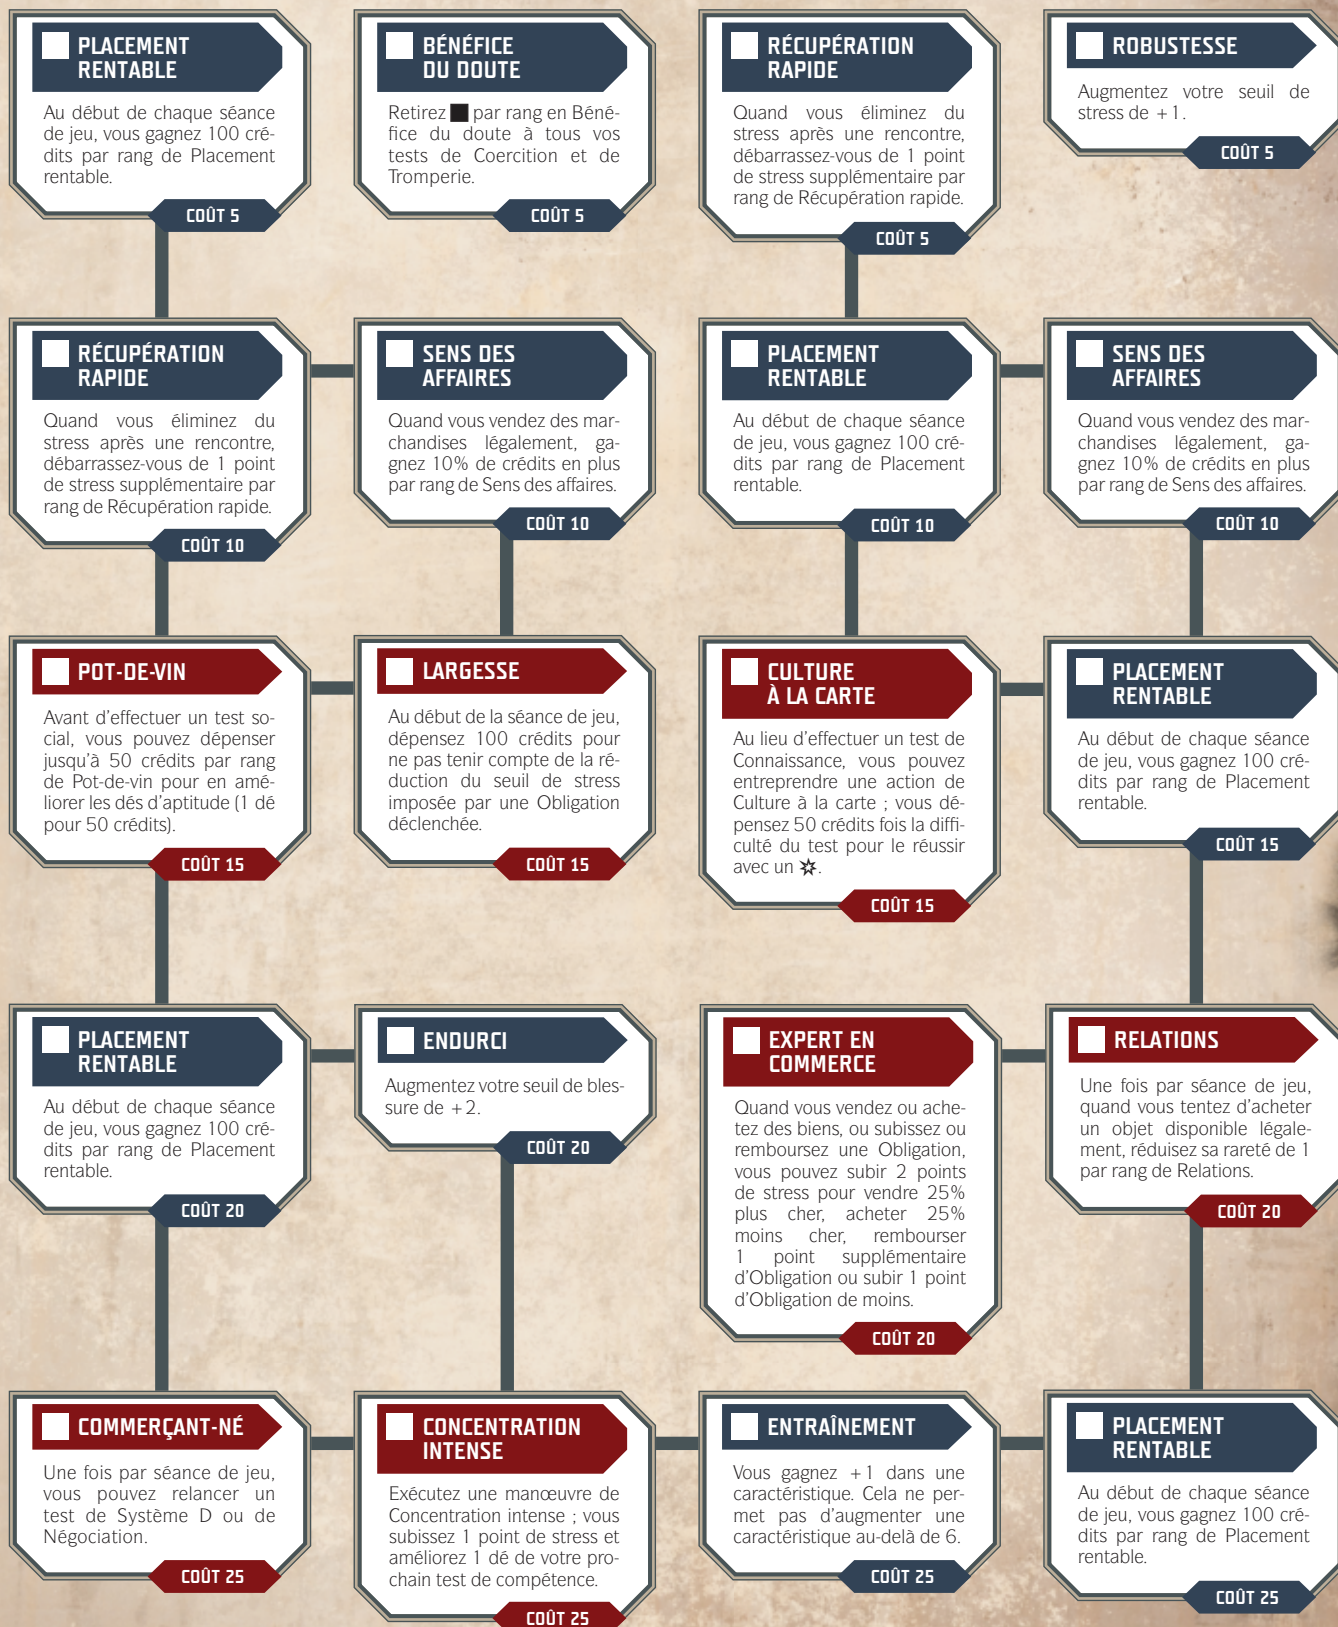 PLACEMENT
RENTABLE
Au début de chaque séance
de jeu, vous gagnez 100 cré-
dits par rang de Placement
rentable.
COÛT 5
BÉNÉFICE
DU DOUTE
Retirez ■ par rang en Béné-
fice du doute à tous vos
tests de Coercition et de
Tromperie.
COÛT 5
RÉCUPÉRATION
RAPIDE
Quand vous éliminez du
stress après une rencontre,
débarrassez-vous de 1 point
de stress supplémentaire par
rang de Récupération rapide.
COÛT 5
ROBUSTESSE
Augmentez votre seuil de
stress de +1.
COÛT 5
RÉCUPÉRATION
RAPIDE
Quand vous éliminez du
stress après une rencontre,
débarrassez-vous de 1 point
de stress supplémentaire par
rang de Récupération rapide.
COÛT 10
SENS DES
AFFAIRES
Quand vous vendez des mar-
chandises légalement, ga-
gnez 10% de crédits en plus
par rang de Sens des affaires.
COÛT 10
PLACEMENT
RENTABLE
Au début de chaque séance
de jeu, vous gagnez 100 cré-
dits par rang de Placement
rentable.
COÛT 10
SENS DES
AFFAIRES
Quand vous vendez des mar-
chandises légalement, ga-
gnez 10% de crédits en plus
par rang de Sens des affaires.
COÛT 10
POT-DE-VIN
Avant d'effectuer un test so-
cial, vous pouvez dépenser
jusqu'à 50 crédits par rang
de Pot-de-vin pour en amé-
liorer les dés d'aptitude (1 dé
pour 50 crédits).
COÛT 15
LARGESSE
Au début de la séance de jeu,
dépensez 100 crédits pour
ne pas tenir compte de la ré-
duction du seuil de stress
imposée par une Obligation
déclenchée.
COÛT 15
CULTURE
À LA CARTE
Au lieu d'effectuer un test de
Connaissance, vous pouvez
entreprendre une action de
Culture à la carte ; vous dé-
pensez 50 crédits fois la diffi-
culté du test pour le réussir
avec un ✲.
COÛT 15
PLACEMENT
RENTABLE
Au début de chaque séance
de jeu, vous gagnez 100 cré-
dits par rang de Placement
rentable.
COÛT 15
PLACEMENT
RENTABLE
Au début de chaque séance
de jeu, vous gagnez 100 cré-
dits par rang de Placement
rentable.
COÛT 20
ENDURCI
Augmentez votre seuil de bles-
sure de +2.
COÛT 20
EXPERT EN
COMMERCE
Quand vous vendez ou ache-
tez des biens, ou subissez ou
remboursez une Obligation,
vous pouvez subir 2 points
de stress pour vendre 25%
plus cher, acheter 25%
moins cher, rembourser
1 point supplémentaire
d'Obligation ou subir 1 point
d'Obligation de moins.
COÛT 20
RELATIONS
Une fois par séance de jeu,
quand vous tentez d'acheter
un objet disponible légale-
ment, réduisez sa rareté de 1
par rang de Relations.
COÛT 20
COMMERÇANT-NÉ
Une fois par séance de jeu,
vous pouvez relancer un
test de Système D ou de
Négociation.
COÛT 25
CONCENTRATION
INTENSE
Exécutez une manœuvre de
Concentration intense ; vous
subissez 1 point de stress et
améliorez 1 dé de votre pro-
chain test de compétence.
COÛT 25
ENTRAÎNEMENT
Vous gagnez +1 dans une
caractéristique. Cela ne per-
met pas d'augmenter une
caractéristique au-delà de 6.
COÛT 25
PLACEMENT
RENTABLE
Au début de chaque séance
de jeu, vous gagnez 100 cré-
dits par rang de Placement
rentable.
COÛT 25